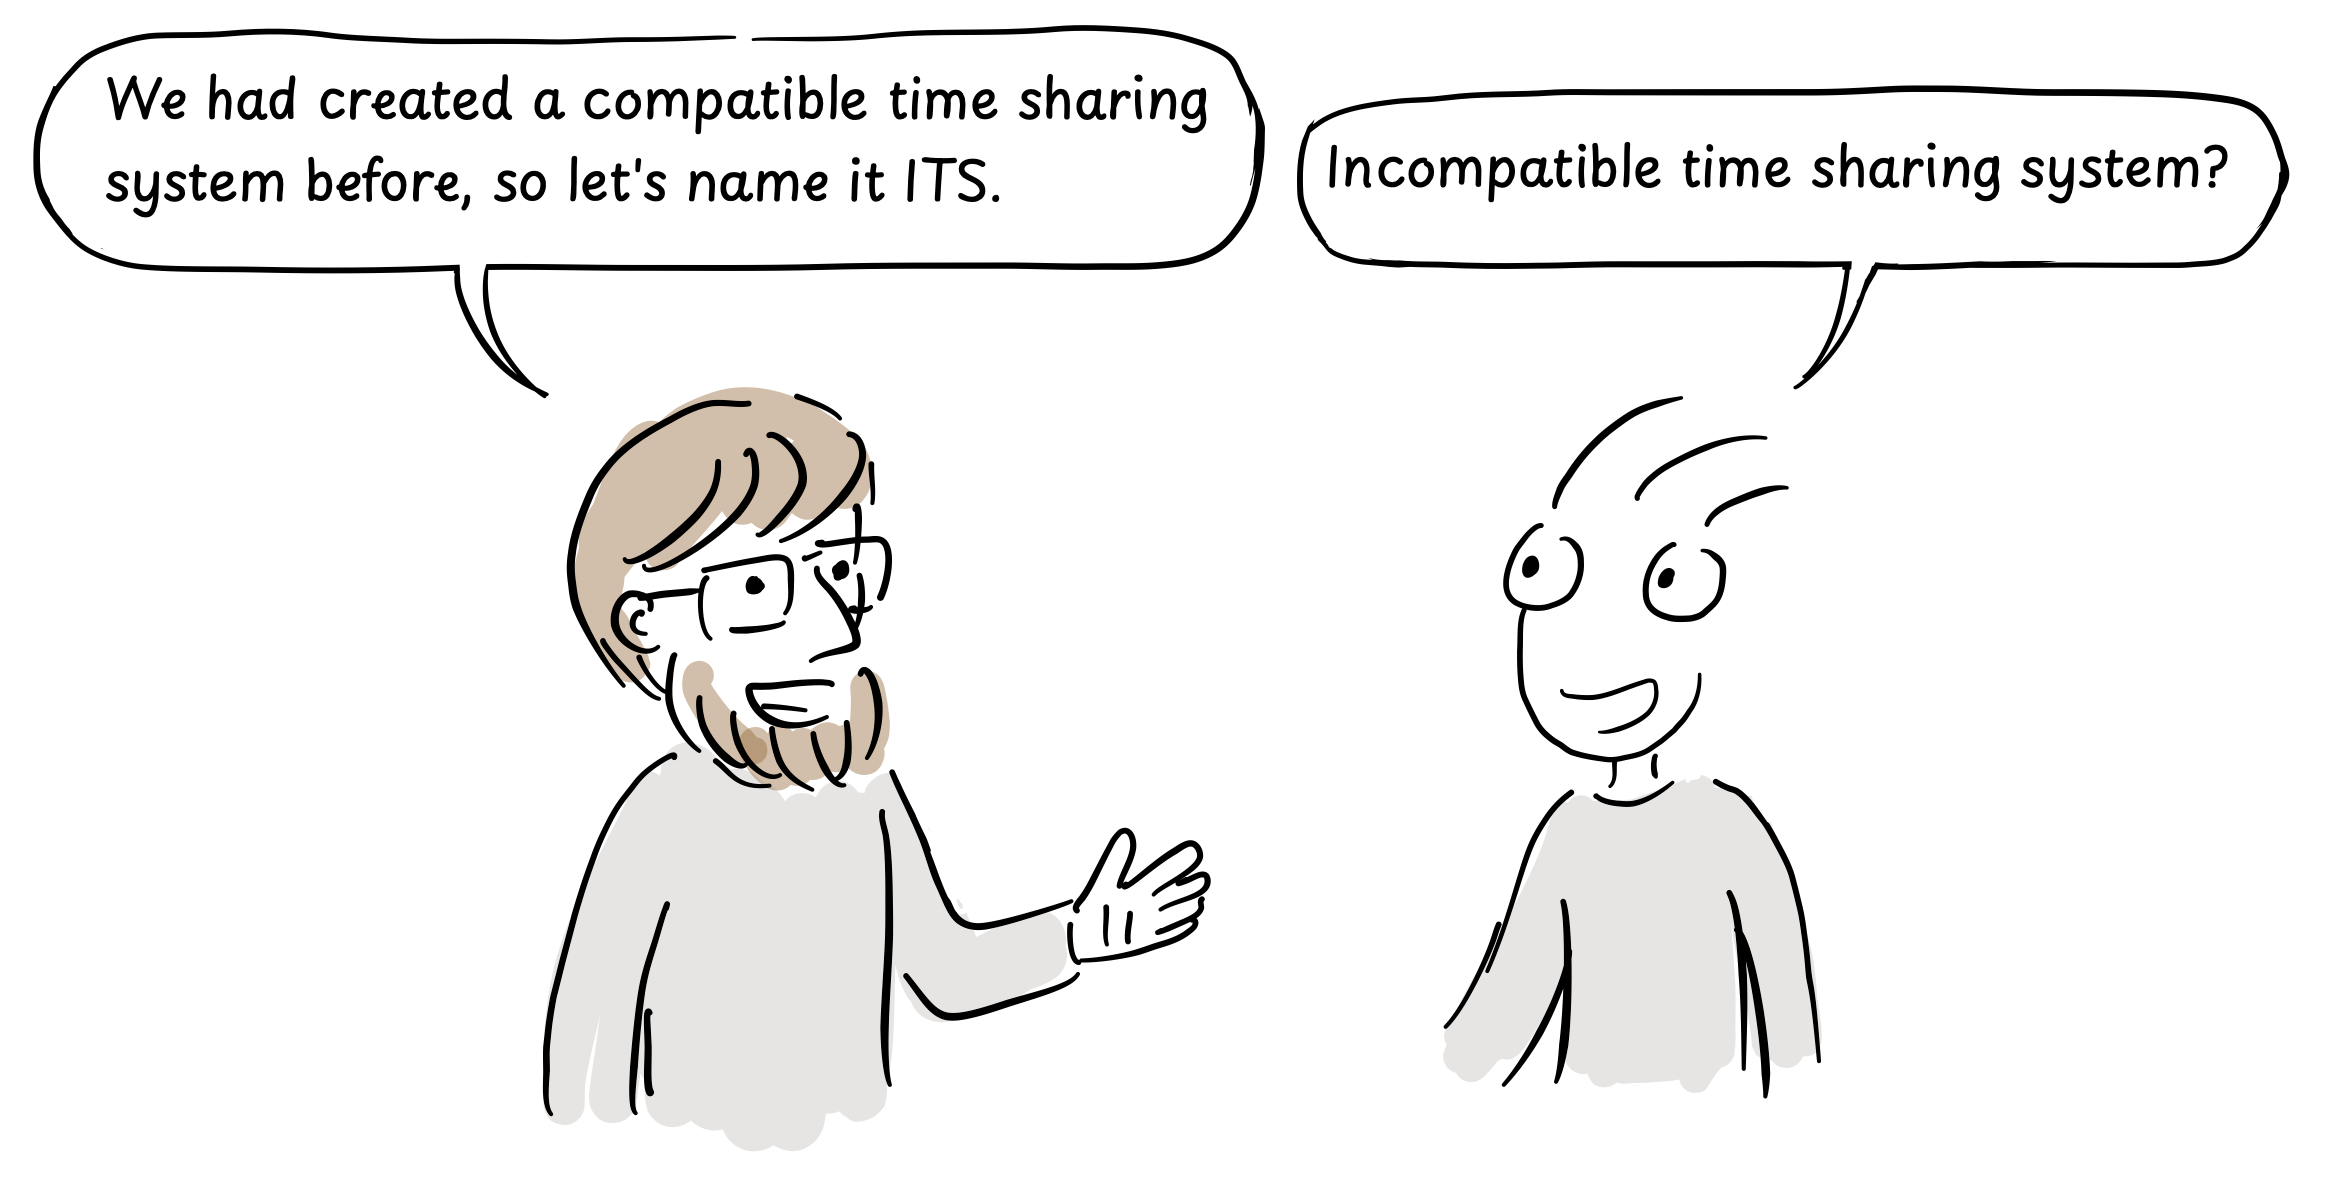 We had created a compatible time sharing
system before, so let's name it ITS.
Incompatible time sharing system?